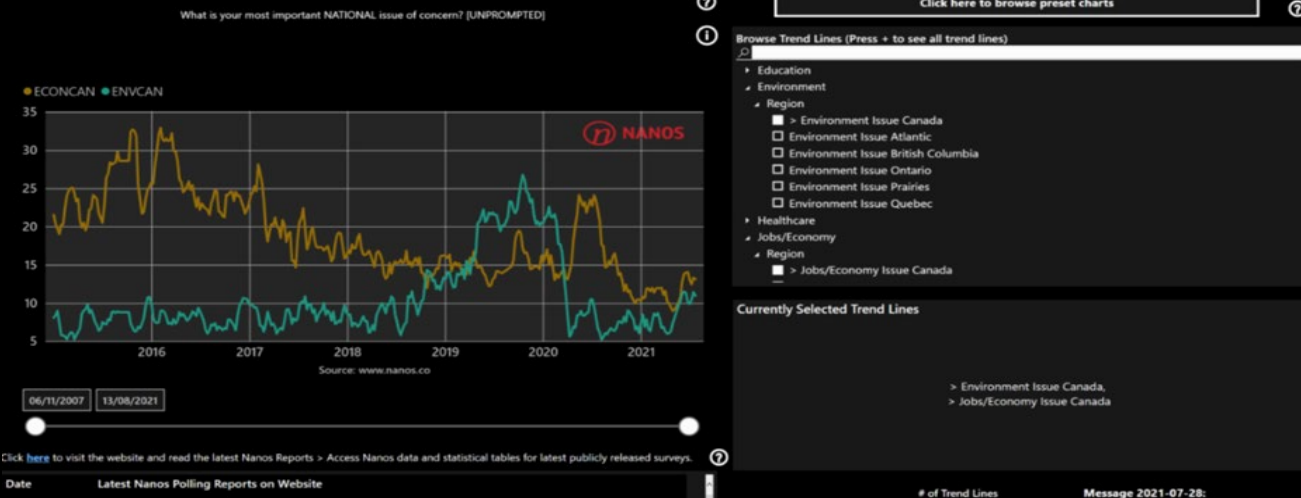 What is your most important NATIONAL issue of concern? [UNPROMPTED]
ECONCAN ENVCAN
35
30
25
20
15
10
5
NANOS
2016 2017 2018 2019 2020 2021
Source: www.nanos.co
06/11/2007 13/08/2021
Click here to visit the website and read the latest Nanos Reports > Access Nanos data and statistical tables for latest publicly released surveys.
Date Latest Nanos Polling Reports on Website
Click here to browse preset charts
Browse Trend Lines (Press + to see all trend lines)
Education
Environment
Region
> Environment Issue Canada
Environment Issue Atlantic
Environment Issue British Columbia
Environment Issue Ontario
Environment Issue Prairies
Environment Issue Quebec
Healthcare
Jobs/Economy
Region
> Jobs/Economy Issue Canada
Currently Selected Trend Lines
> Environment Issue Canada,
> Jobs/Economy Issue Canada
# of Trend Lines
Message 2021-07-28: